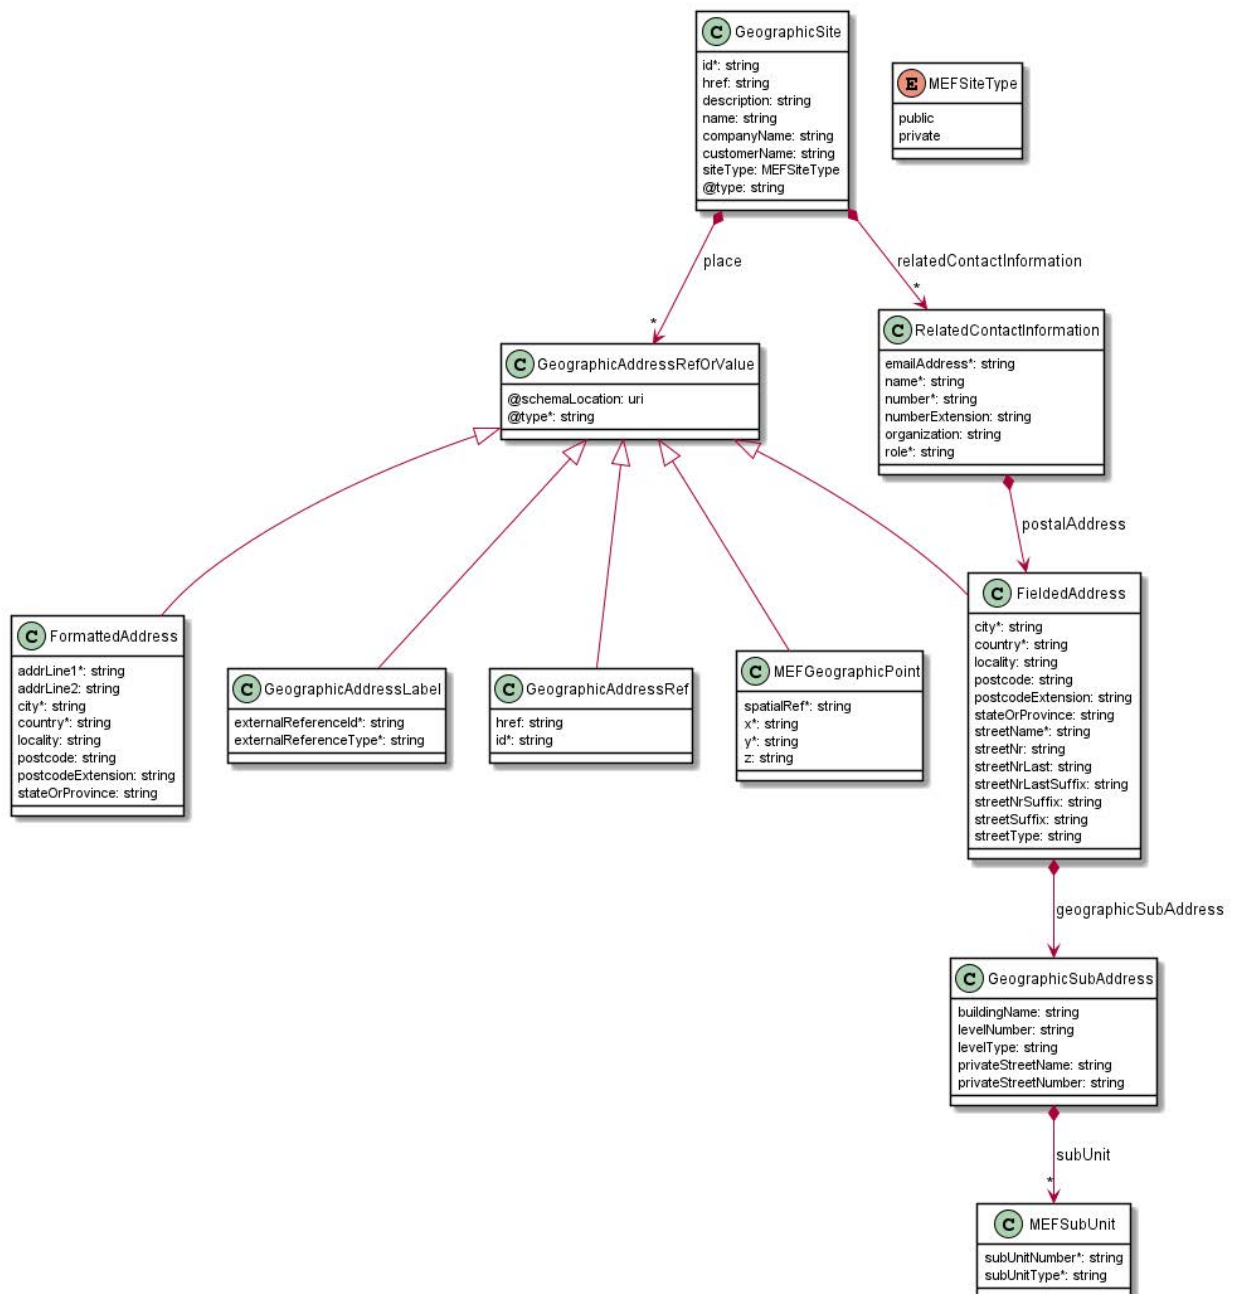 C GeographicSite
id*: string
href: string
description: string
name: string
companyName: string
customerName: string
siteType: MEFSiteType
@type: string
E MEFSiteType
public
private
place
*
relatedContactInformation
*
C GeographicAddressRefOrValue
@schemaLocation: uri
@type*: string
C RelatedContactInformation
emailAddress*: string
name*: string
number*: string
numberExtension: string
organization: string
role*: string
postalAddress
C FormattedAddress
addrLine1*: string
addrLine2: string
city*: string
country*: string
locality: string
postcode: string
postcodeExtension: string
stateOrProvince: string
C GeographicAddressLabel
externalReferenceId*: string
externalReferenceType*: string
C GeographicAddressRef
href: string
id*: string
C MEFGeographicPoint
spatialRef*: string
x*: string
y*: string
z: string
C FieldedAddress
city*: string
country*: string
locality: string
postcode: string
postcodeExtension: string
stateOrProvince: string
streetName*: string
streetNr: string
streetNrLast: string
streetNrLastSuffix: string
streetNrSuffix: string
streetSuffix: string
streetType: string
geographicSubAddress
C GeographicSubAddress
buildingName: string
levelNumber: string
levelType: string
privateStreetName: string
privateStreetNumber: string
subUnit
*
C MEFSubUnit
subUnitNumber*: string
subUnitType*: string